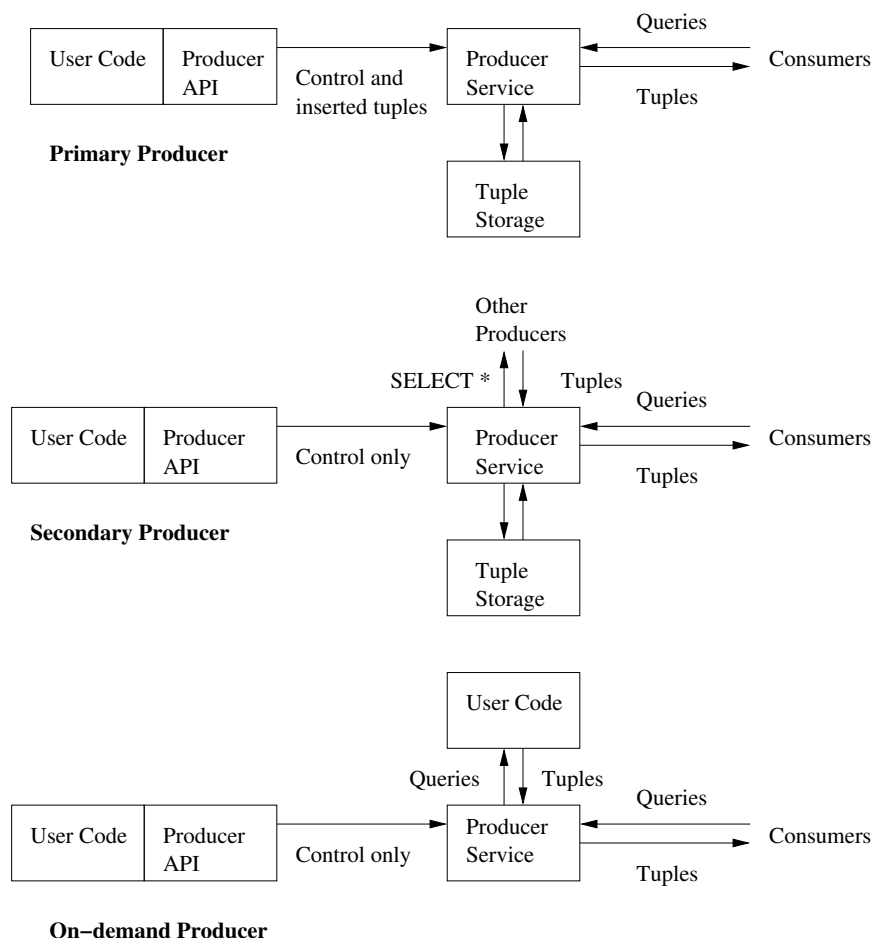 User Code
Producer
API
Control and
inserted tuples
Producer
Service
Queries
Tuples
Consumers
Tuple
Storage
Primary Producer
Other
Producers
SELECT *
Tuples
User Code
Producer
API
Control only
Producer
Service
Queries
Tuples
Consumers
Tuple
Storage
Secondary Producer
User Code
Queries
Tuples
User Code
Producer
API
Control only
Producer
Service
Queries
Tuples
Consumers
On−demand Producer